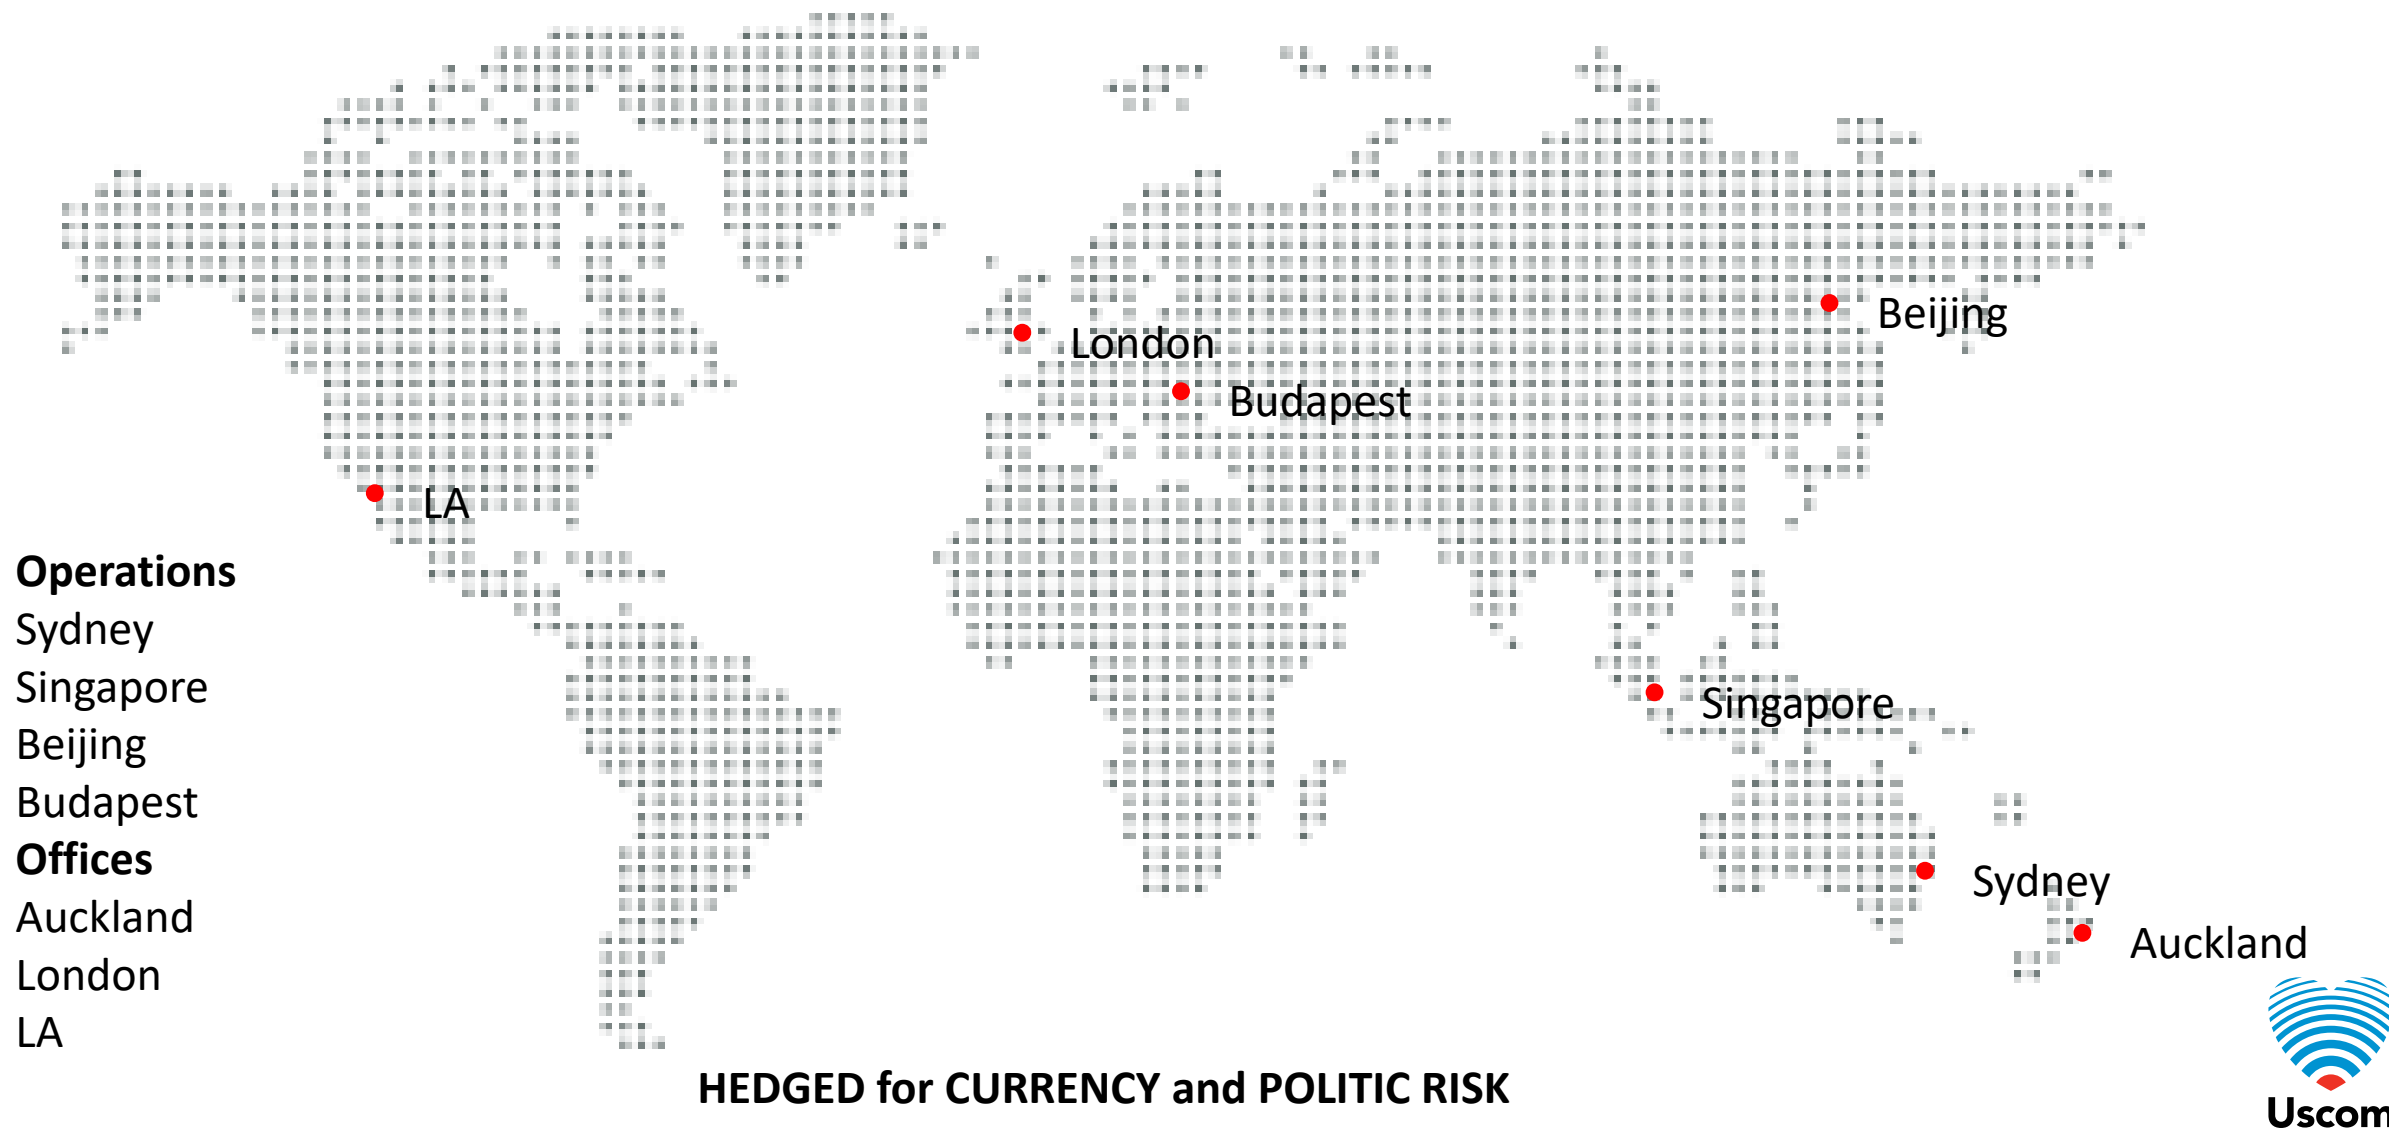 London
Beijing
Budapest
LA
Operations
Sydney
Singapore
Beijing
Budapest
Offices
Auckland
London
LA
Singapore
Sydney
Auckland
HEDGED for CURRENCY and POLITIC RISK
Uscom